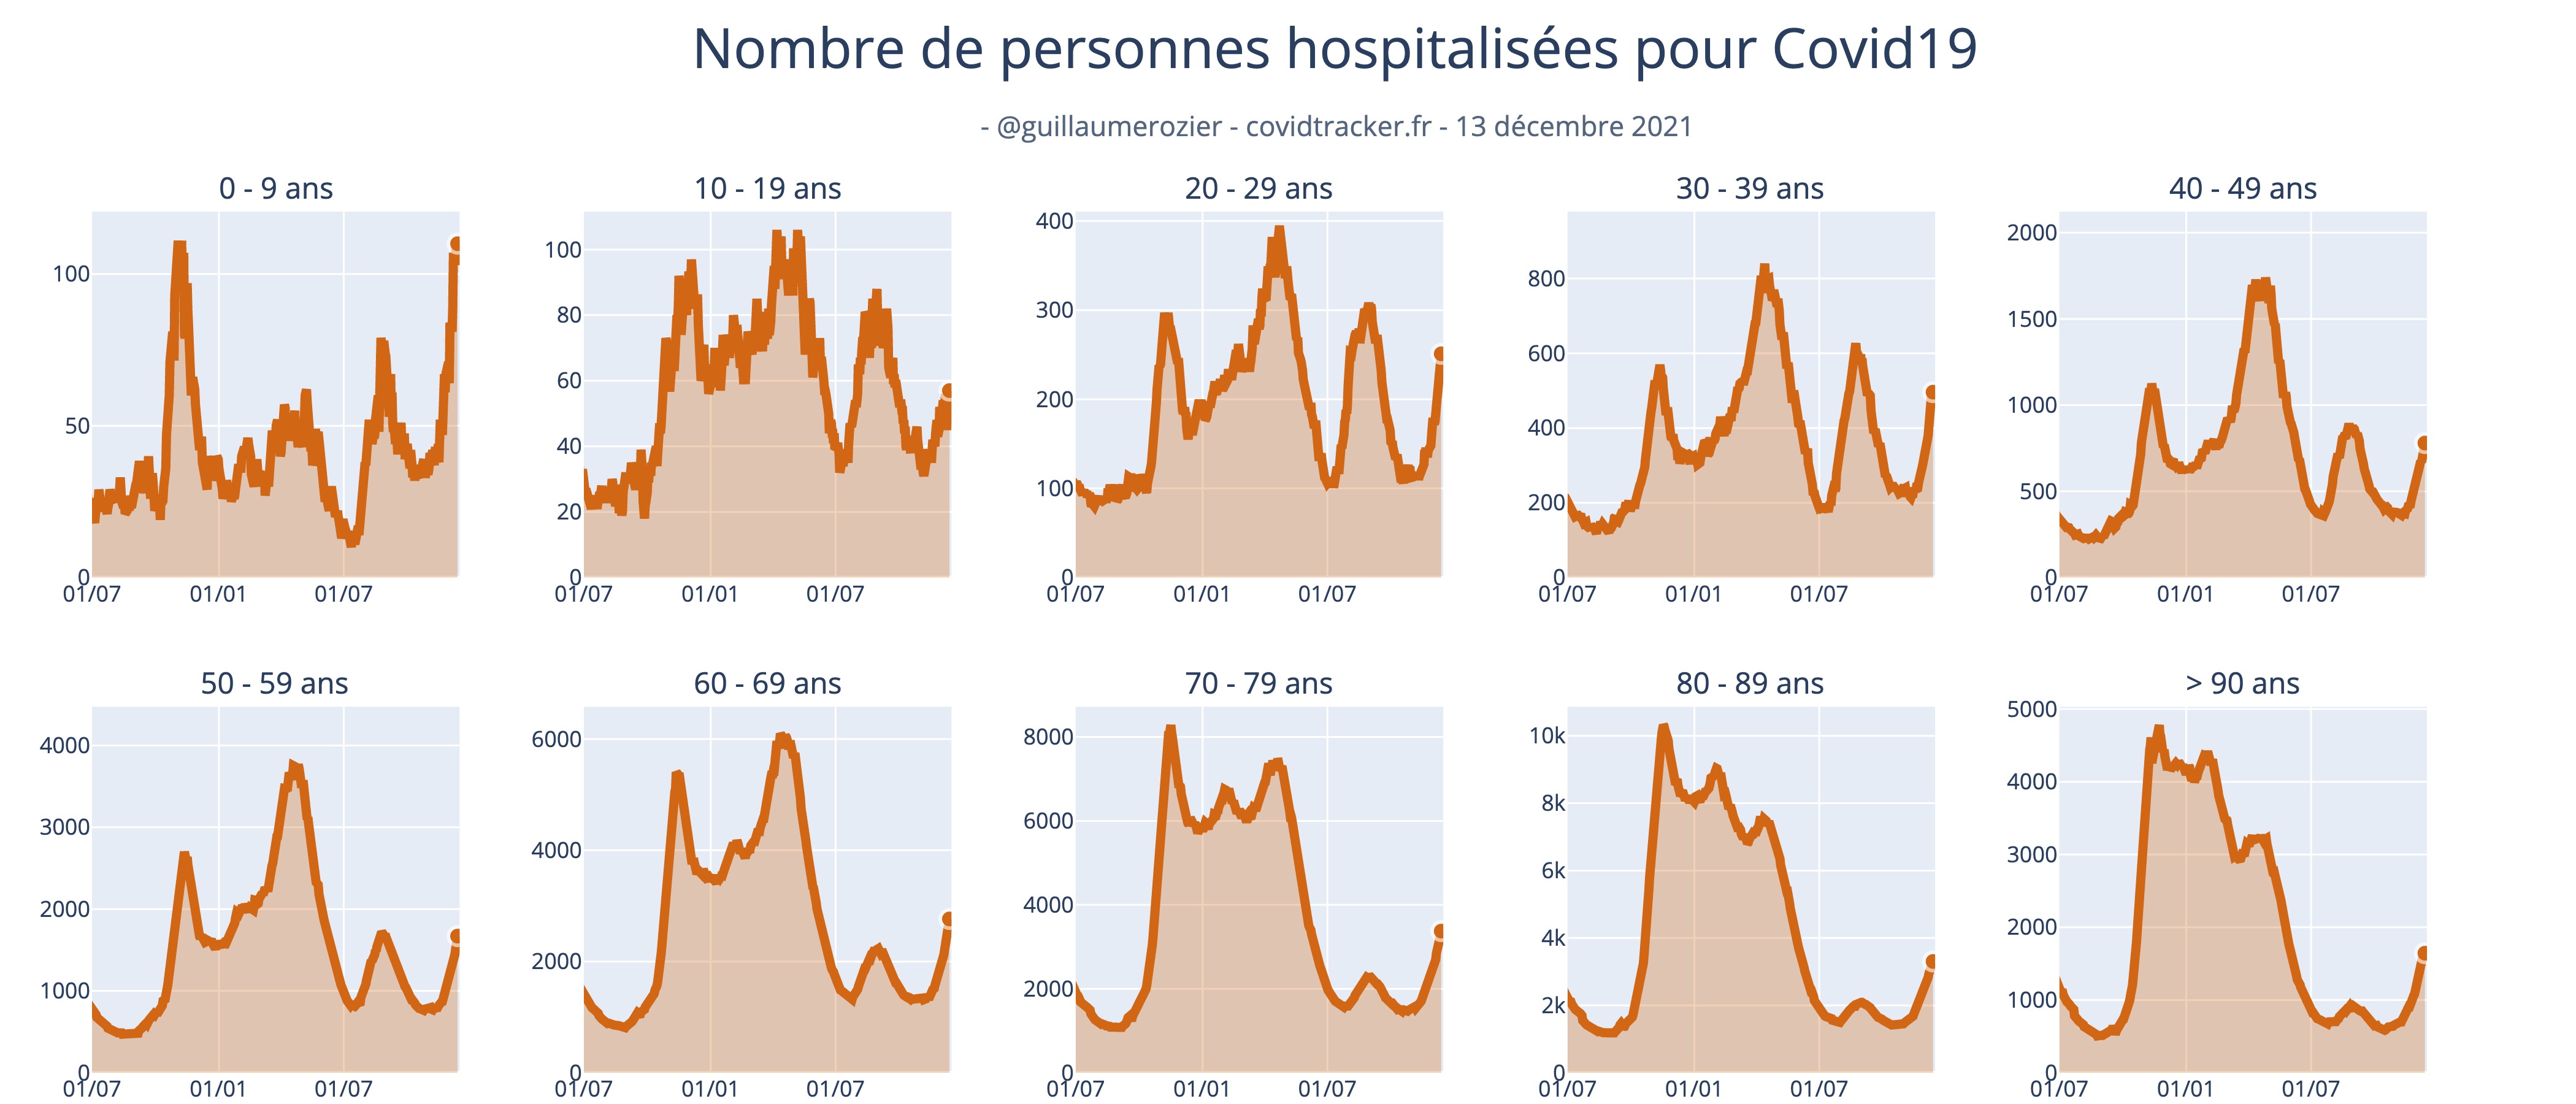 Nombre de personnes hospitalisées pour Covid19
- @guillaumerozier - covidtracker.fr - 13 décembre 2021
0 - 9 ans
100
50
0
01/07 01/01 01/07
10 - 19 ans
100
80
60
40
20
0
01/07 01/01 01/07
20 - 29 ans
400
300
200
100
0
01/07 01/01 01/07
30 - 39 ans
800
600
400
200
0
01/07 01/01 01/07
40 - 49 ans
2000
1500
1000
500
0
01/07 01/01 01/07
50 - 59 ans
4000
3000
2000
1000
0
01/07 01/01 01/07
60 - 69 ans
6000
4000
2000
0
01/07 01/01 01/07
70 - 79 ans
8000
6000
4000
2000
0
01/07 01/01 01/07
80 - 89 ans
10k
8k
6k
4k
2k
0
01/07 01/01 01/07
> 90 ans
5000
4000
3000
2000
1000
0
01/07 01/01 01/07